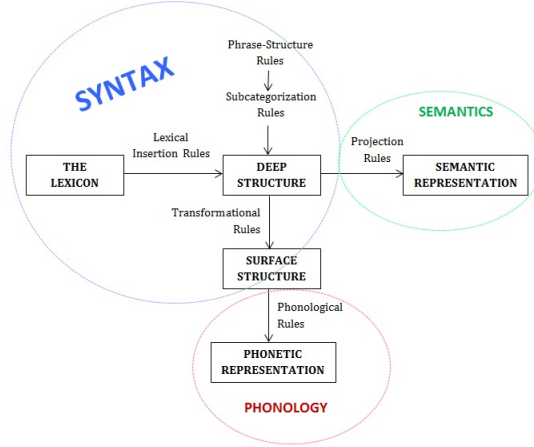 Phrase-Structure
Rules
SYNTAX
Subcategorization
Rules
SEMANTICS
Lexical
Insertion Rules
Projection
Rules
THE
LEXICON
DEEP
STRUCTURE
SEMANTIC
REPRESENTATION
Transformational
Rules
SURFACE
STRUCTURE
Phonological
Rules
PHONETIC
REPRESENTATION
PHONOLOGY